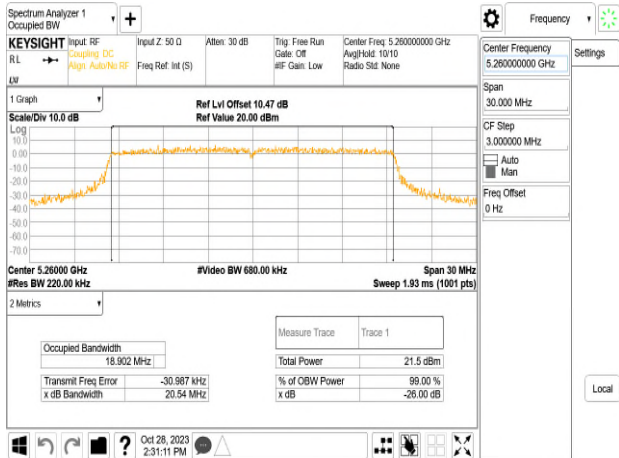 Spectrum Analyzer 1
Occupied BW
KEYSIGHT
Input: RF
Coupling: DC
Align: Auto/No RF
Input Z: 50 Ω
Freq Ref: Int (S)
Atten: 30 dB
Trig: Free Run
Gate: Off
#IF Gain: Low
Center Freq: 5.260000000 GHz
Avg|Hold: 10/10
Radio Std: None
RL
LXI
Frequency
Settings
Center Frequency
5.260000000 GHz
Span
30.000 MHz
CF Step
3.000000 MHz
Auto
Man
Freq Offset
0 Hz
Local
1 Graph
Scale/Div 10.0 dB
Ref Lvl Offset 10.47 dB
Ref Value 20.00 dBm
Log
10.0
0.00
-10.0
-20.0
-30.0
-40.0
-50.0
-60.0
-70.0
Center 5.26000 GHz
#Res BW 220.00 kHz
#Video BW 680.00 kHz
Span 30 MHz
Sweep 1.93 ms (1001 pts)
2 Metrics
Measure Trace Trace 1
Occupied Bandwidth
18.902 MHz
Total Power 21.5 dBm
Transmit Freq Error -30.987 kHz
% of OBW Power 99.00 %
x dB Bandwidth 20.54 MHz
x dB -26.00 dB
?
Oct 28, 2023
2:31:11 PM